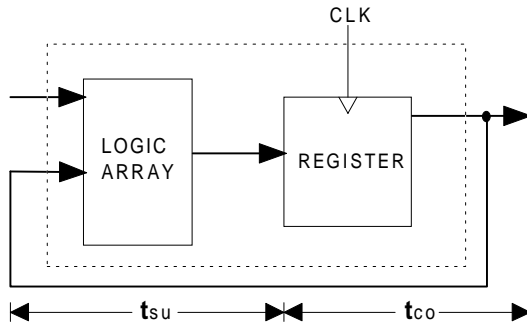 CLK
LOGIC
ARRAY
REGISTER
tsu
tco